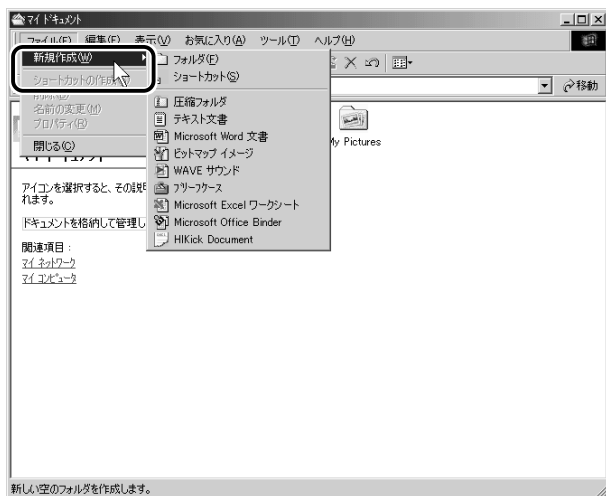 マイ ドキュメント
ファイル(F) 編集(E) 表示(V) お気に入り(A) ツール(T) ヘルプ(H)
新規作成(W)
ショートカットの作成
削除(D)
名前の変更(M)
プロパティ(R)
閉じる(C)
フォルダ(F)
ショートカット(S)
圧縮フォルダ
テキスト文書
Microsoft Word 文書
ビットマップ イメージ
WAVE サウンド
ブリーフケース
Microsoft Excel ワークシート
Microsoft Office Binder
HIKick Document
移動
My Pictures
アイコンを選択すると、その説
れます。
ドキュメントを格納して管理し
関連項目 :
マイ ネットワーク
マイ コンピュータ
新しい空のフォルダを作成します。